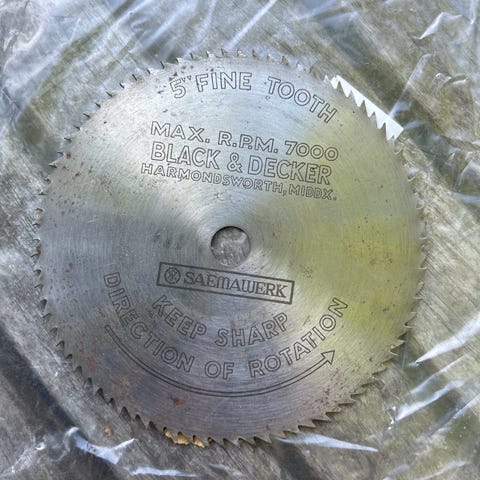 5" FINE TOOTH
MAX. R.P.M. 7000
BLACK & DECKER
HARMONDSWORTH, MIDDX.
SAEMAWERK
KEEP SHARP
DIRECTION OF ROTATION